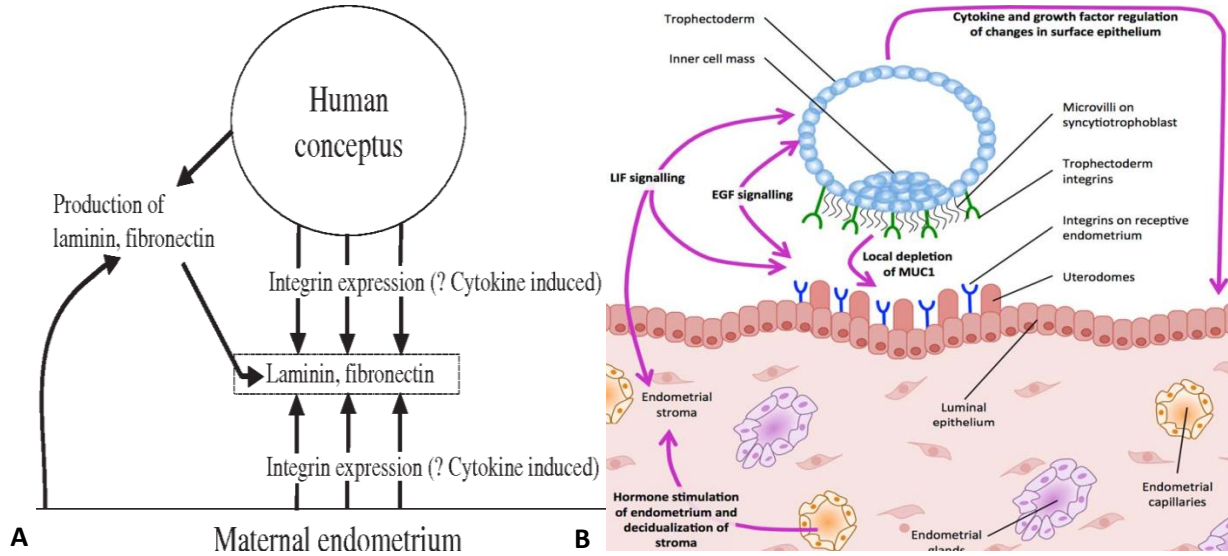 Human
conceptus
Production of
laminin, fibronectin
Integrin expression (? Cytokine induced)
Laminin, fibronectin
Integrin expression (? Cytokine induced)
Maternal endometrium
A
Trophectoderm
Inner cell mass
Cytokine and growth factor regulation
of changes in surface epithelium
Microvilli on
syncytiotrophoblast
Trophectoderm
integrins
LIF signalling
EGF signalling
Integrins on receptive
endometrium
Local depletion
of MUC1
Uterodomes
Endometrial
stroma
Luminal
epithelium
Hormone stimulation
of endometrium and
decidualization of
stroma
Endometrial
capillaries
Endometrial
glands
B